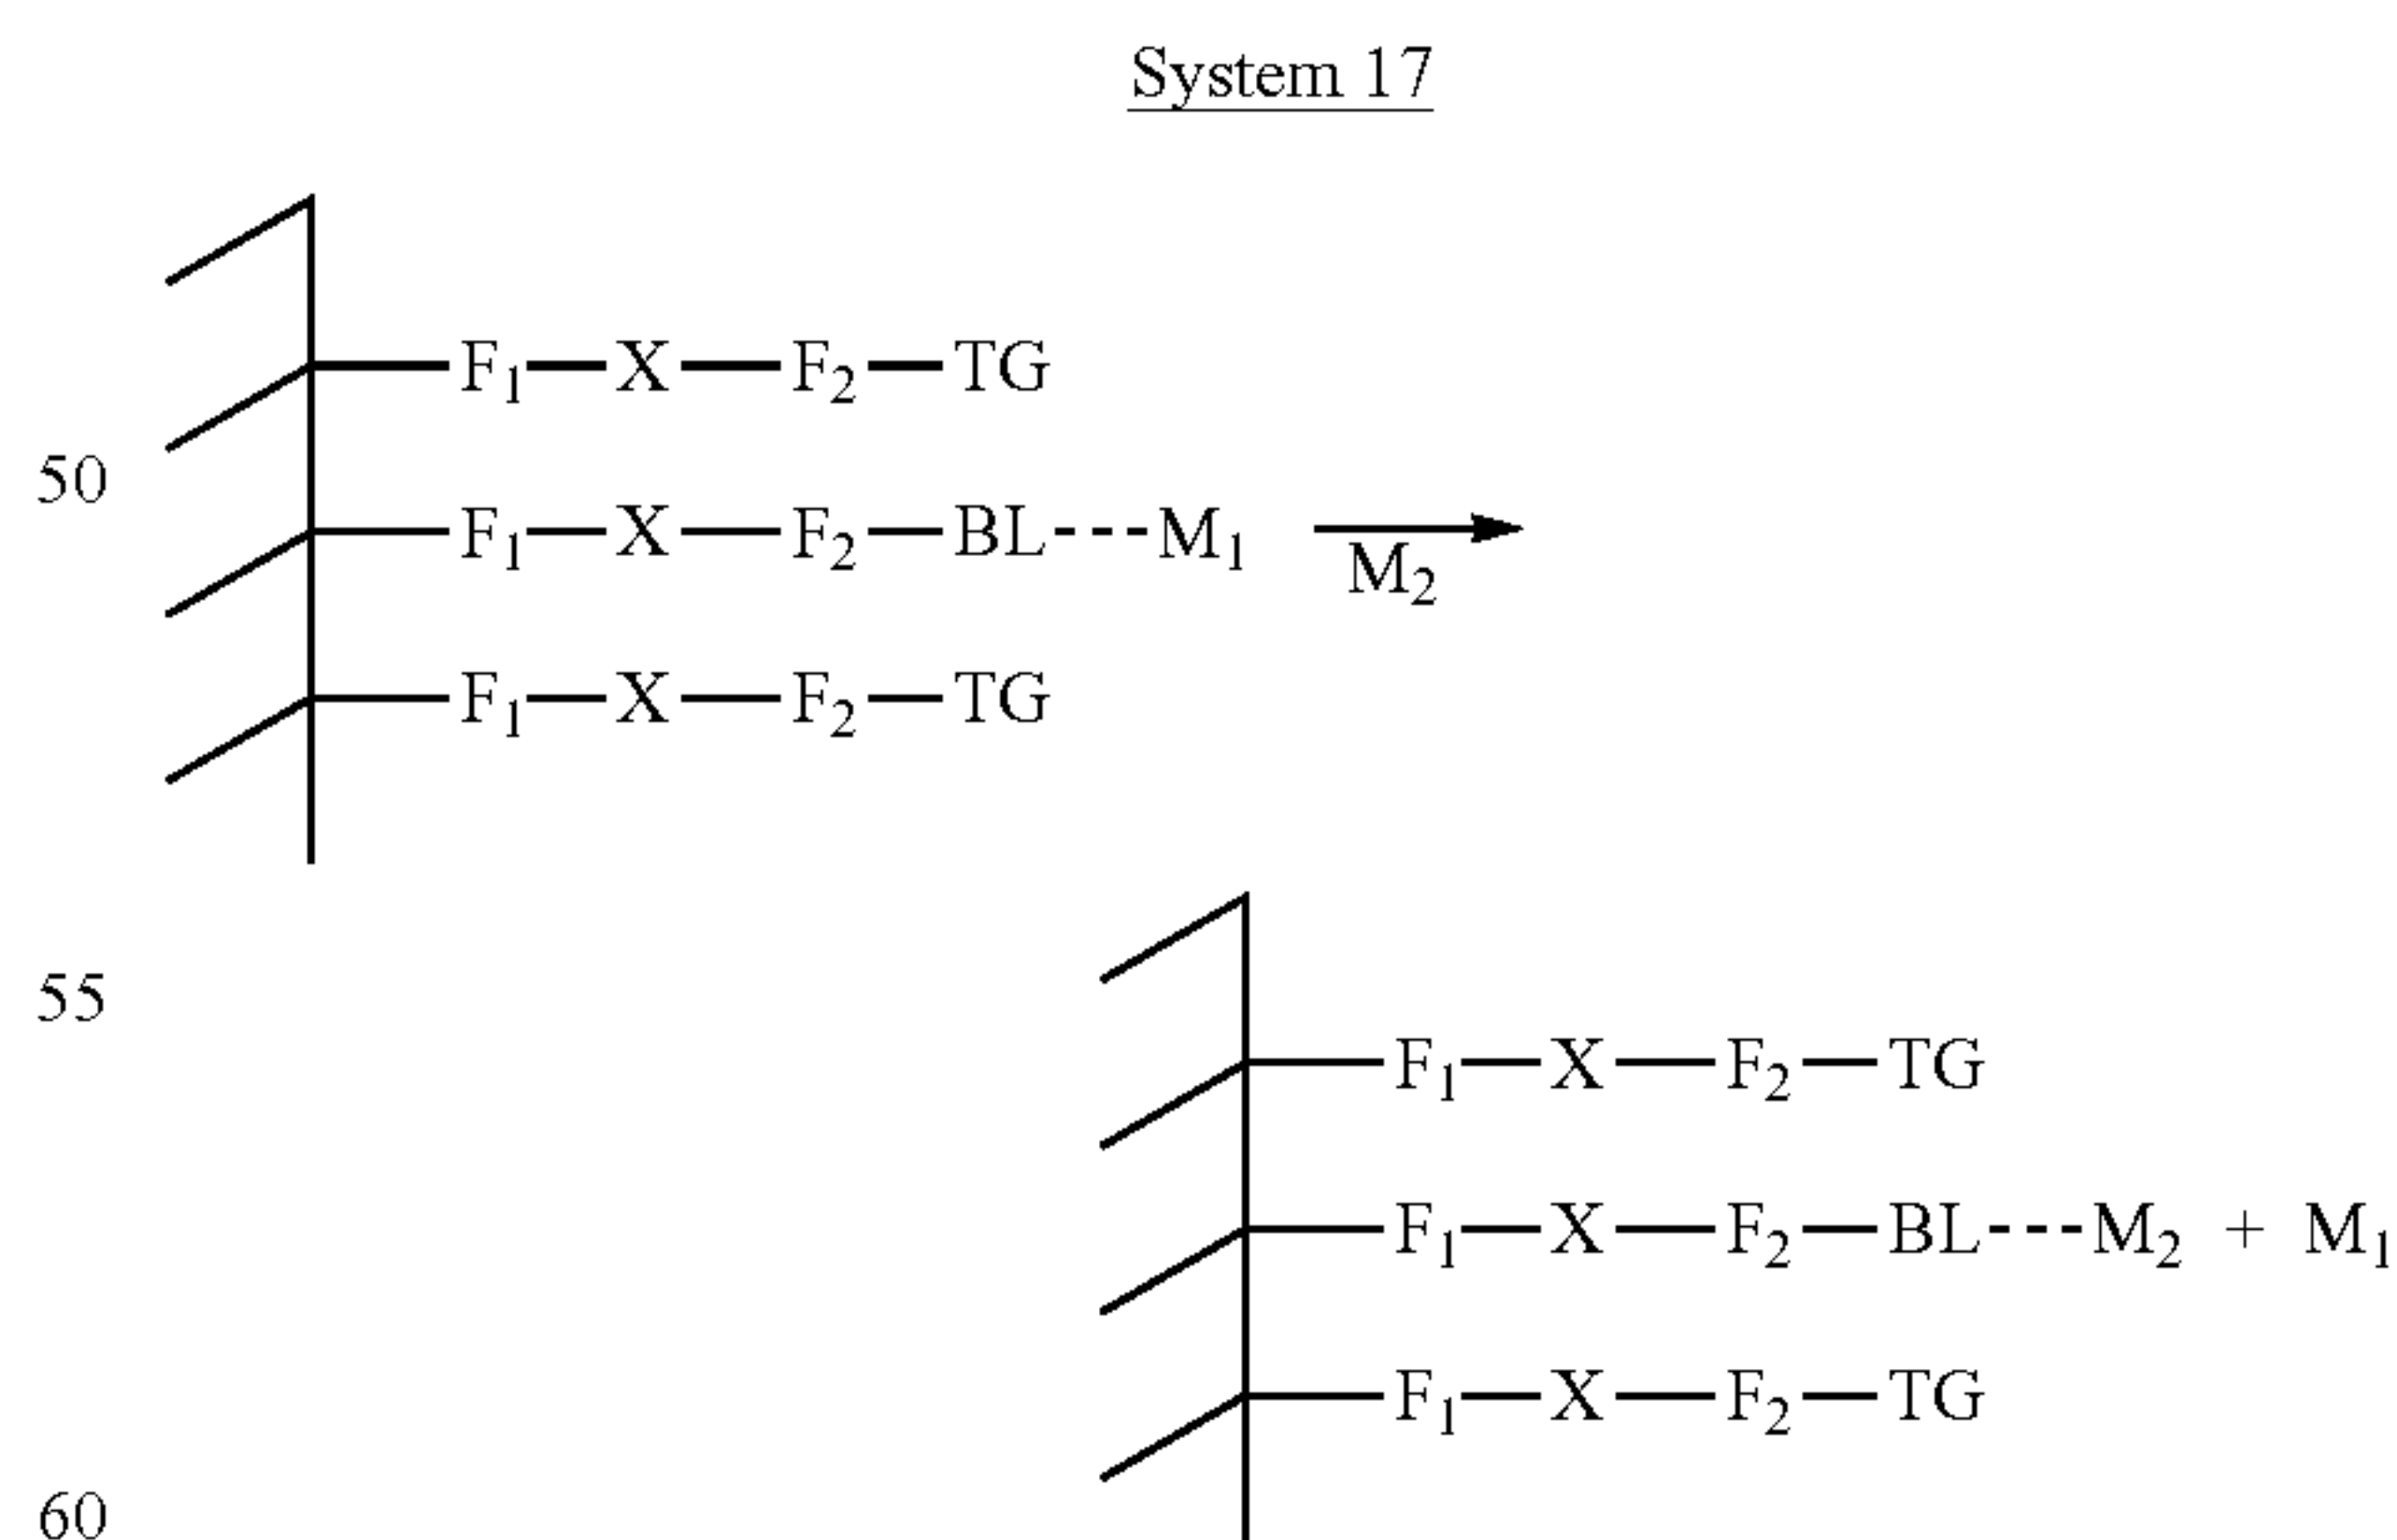 System 17
F₁—X—F₂—TG
50
F₁—X—F₂—BL---M₁
M₂
F₁—X—F₂—TG
55
F₁—X—F₂—TG
F₁—X—F₂—BL---M₂ + M₁
F₁—X—F₂—TG
60